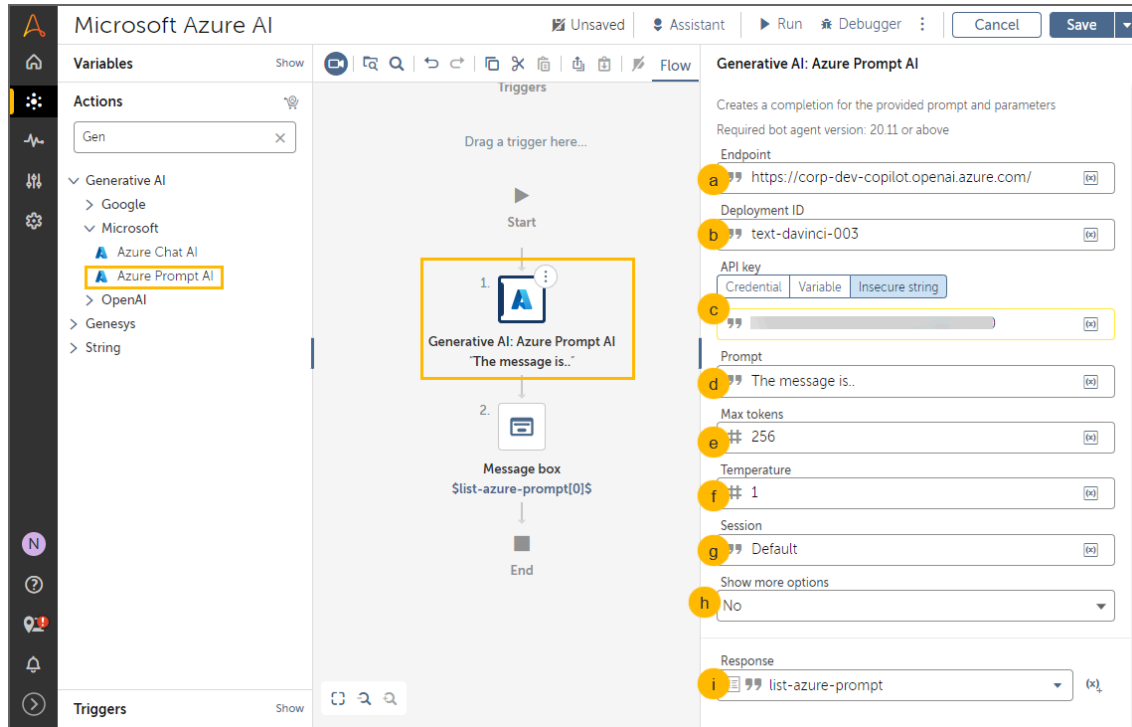 Microsoft Azure AI
Unsaved
Assistant
Run
Debugger
Cancel
Save
Variables
Show
Actions
Gen
Generative AI
Google
Microsoft
Azure Chat AI
Azure Prompt AI
OpenAI
Genesys
String
Triggers
Show
N
Flow
Triggers
Drag a trigger here...
Start
1.
Generative AI: Azure Prompt AI
"The message is.."
2.
Message box
$list-azure-prompt[0]$
End
Generative AI: Azure Prompt AI
Creates a completion for the provided prompt and parameters
Required bot agent version: 20.11 or above
Endpoint
a
https://corp-dev-copilot.openai.azure.com/
(x)
Deployment ID
b
text-davinci-003
(x)
API key
Credential
Variable
Insecure string
c
(x)
Prompt
d
The message is..
(x)
Max tokens
e
# 256
(x)
Temperature
f
# 1
(x)
Session
g
Default
(x)
Show more options
h
No
Response
i
list-azure-prompt
(x)+